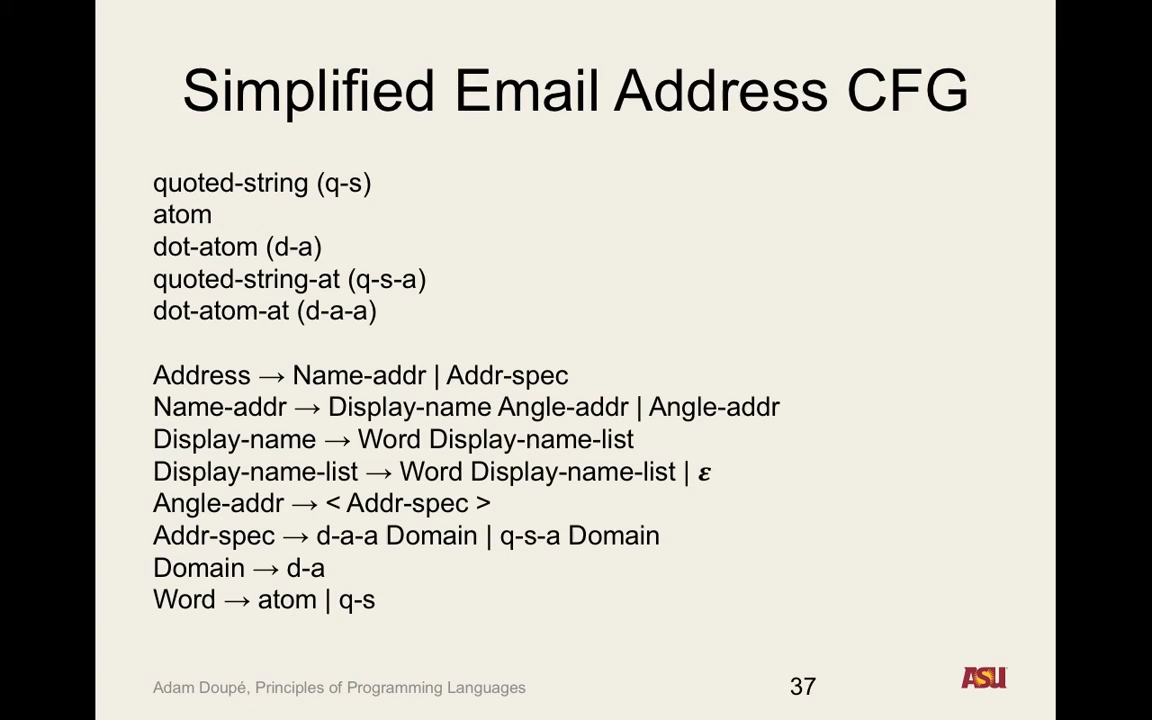 Simplified Email Address CFG
quoted-string (q-s)
atom
dot-atom (d-a)
quoted-string-at (q-s-a)
dot-atom-at (d-a-a)
Address → Name-addr | Addr-spec
Name-addr → Display-name Angle-addr | Angle-addr
Display-name → Word Display-name-list
Display-name-list → Word Display-name-list | ε
Angle-addr → < Addr-spec >
Addr-spec → d-a-a Domain | q-s-a Domain
Domain → d-a
Word → atom | q-s
Adam Doupé, Principles of Programming Languages
37
ASU